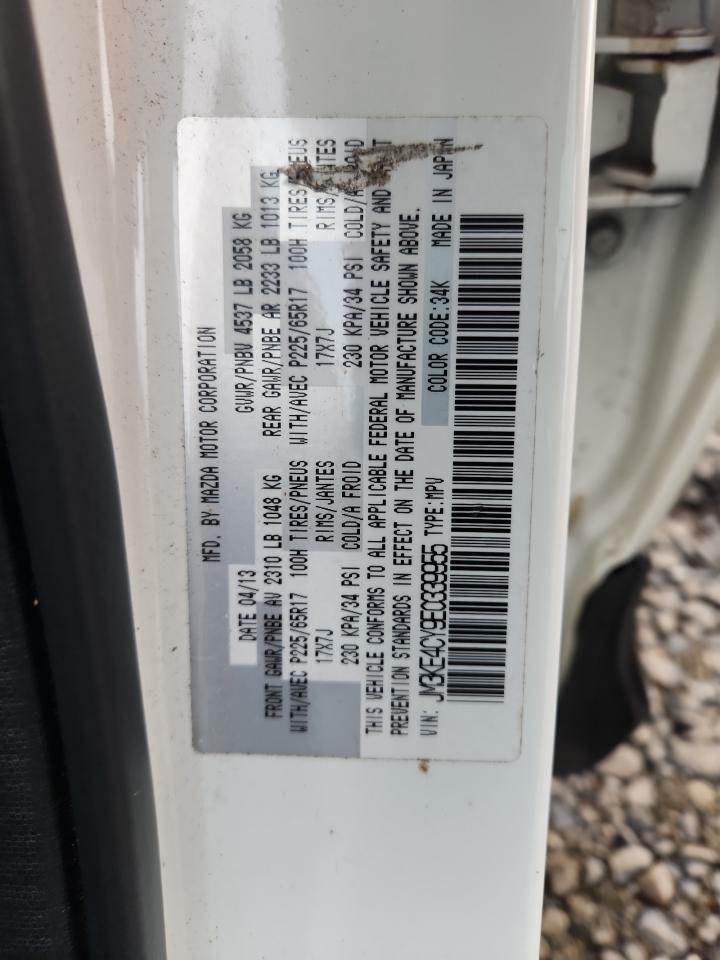 MFD. BY MAZDA MOTOR CORPORATION
DATE 04/13 GVWR/PNBV 4537 LB 2058 KG
FRONT GAWR/PNBE AV 2310 LB 1048 KG REAR GAWR/PNBE AR 2233 LB 1013 KG
WITH/AVEC P225/65R17 100H TIRES/PNEUS WITH/AVEC P225/65R17 100H TIRES/PNEUS
17X7J RIMS/JANTES 17X7J RIMS/JANTES
230 KPA/34 PSI COLD/A FROID 230 KPA/34 PSI COLD/A FROID
THIS VEHICLE CONFORMS TO ALL APPLICABLE FEDERAL MOTOR VEHICLE SAFETY AND THEFT
PREVENTION STANDARDS IN EFFECT ON THE DATE OF MANUFACTURE SHOWN ABOVE.
VIN: JM3KE4CY9E0339955 TYPE:MPV COLOR CODE:34K MADE IN JAPAN